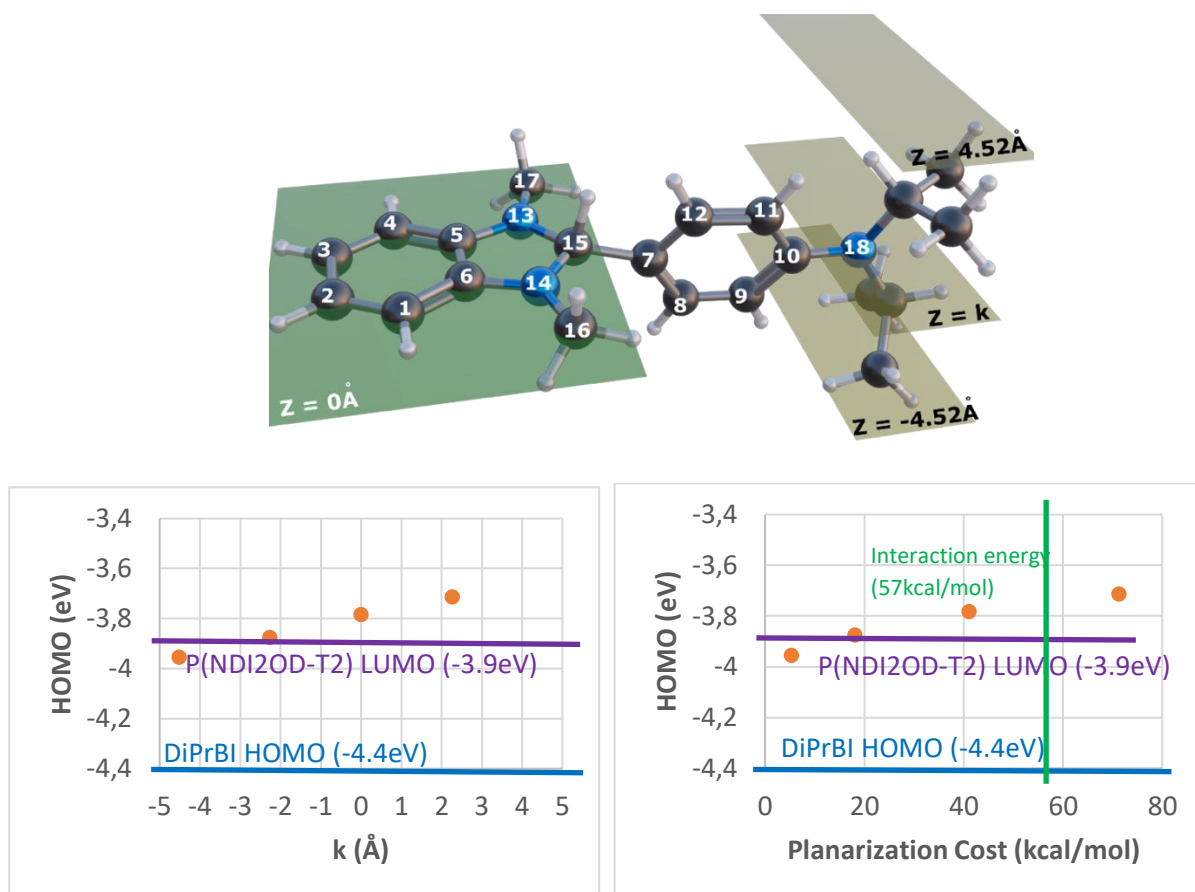 Z = 4.52Å
17
13
12
11
4
5
15
18
3
7
10
6
14
2
8
9
1
16
Z = k
Z = 0Å
Z = -4.52Å
-3,4
-3,6
-3,8
-4
-4,2
-4,4
HOMO (eV)
P(NDI2OD-T2) LUMO (-3.9eV)
DiPrBI HOMO (-4.4eV)
-5 -4 -3 -2 -1 0 1 2 3 4 5
k (Å)
-3,4
-3,6
-3,8
-4
-4,2
-4,4
HOMO (eV)
Interaction energy
(57kcal/mol)
P(NDI2OD-T2) LUMO (-3.9eV)
DiPrBI HOMO (-4.4eV)
0 20 40 60 80
Planarization Cost (kcal/mol)